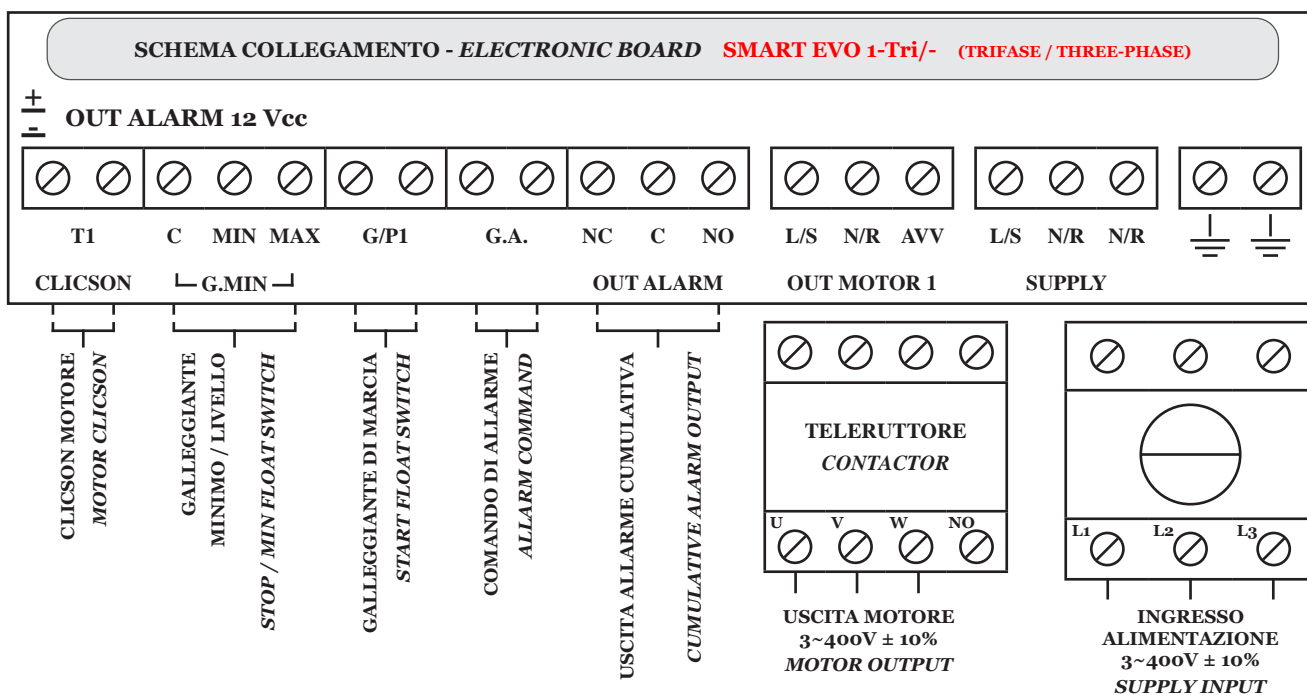 SCHEMA COLLEGAMENTO - ELECTRONIC BOARD SMART EVO 1-Tri/- (TRIFASE / THREE-PHASE)
+
-
OUT ALARM 12 Vcc
T1 C MIN MAX G/P1 G.A. NC C NO L/S N/R AVV L/S N/R N/R
CLICSON G.MIN OUT ALARM OUT MOTOR 1 SUPPLY
CLICSON MOTORE
MOTOR CLICSON
GALLEGGIANTE
MINIMO / LIVELLO
STOP / MIN FLOAT SWITCH
GALLEGGIANTE DI MARCIA
START FLOAT SWITCH
COMANDO DI ALLARME
ALLARM COMMAND
USCITA ALLARME CUMULATIVA
CUMULATIVE ALARM OUTPUT
TELERUTTORE
CONTACTOR
U V W NO
USCITA MOTORE
3~400V ± 10%
MOTOR OUTPUT
L1 L2 L3
INGRESSO
ALIMENTAZIONE
3~400V ± 10%
SUPPLY INPUT